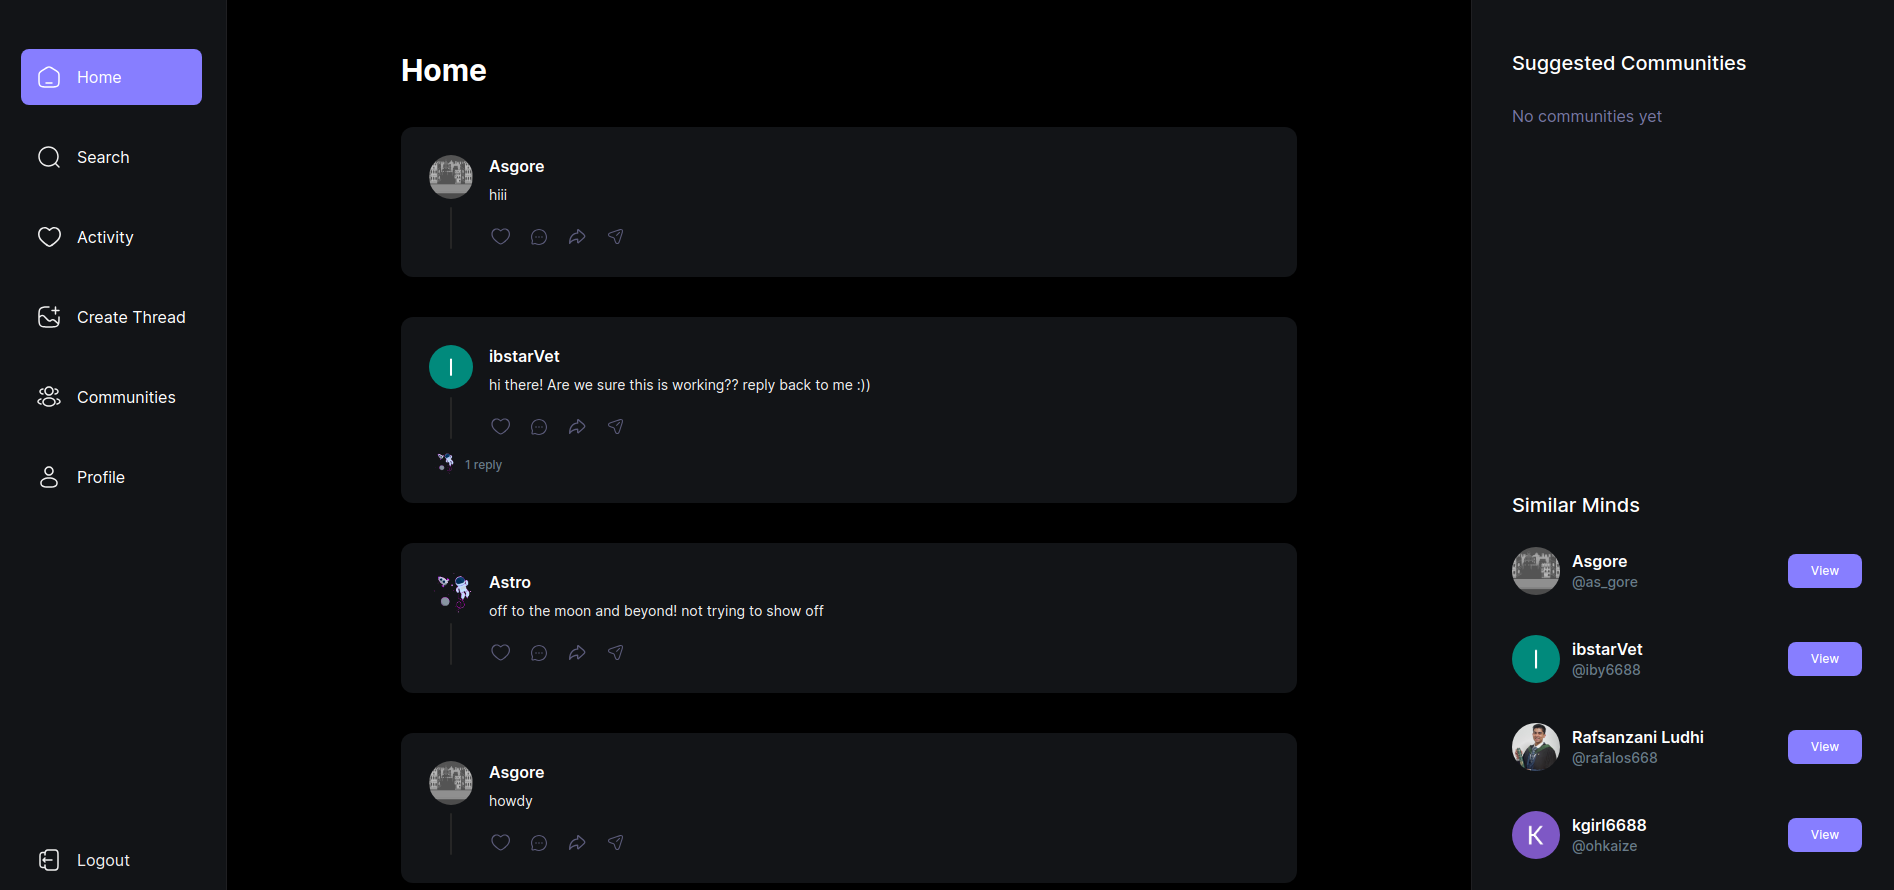 Home
Search
Activity
Create Thread
Communities
Profile
Logout
Home
Asgore
hiii
I
ibstarVet
hi there! Are we sure this is working?? reply back to me :))
1 reply
Astro
off to the moon and beyond! not trying to show off
Asgore
howdy
Suggested Communities
No communities yet
Similar Minds
Asgore
@as_gore
View
I
ibstarVet
@iby6688
View
Rafsanzani Ludhi
@rafalos668
View
K
kgirl6688
@ohkaize
View